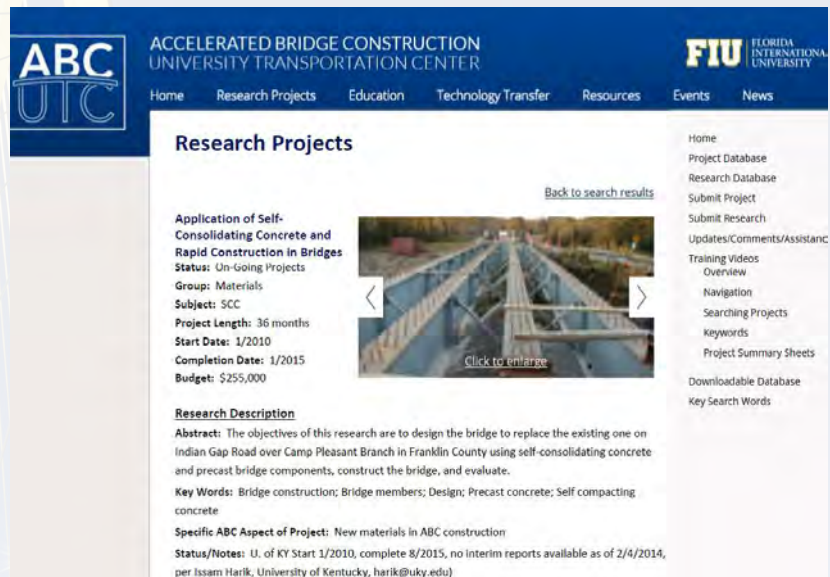 ABC
UTC
ACCELERATED BRIDGE CONSTRUCTION
UNIVERSITY TRANSPORTATION CENTER
FIU
FLORIDA
INTERNATIONA
UNIVERSITY
Home Research Projects Education Technology Transfer Resources Events News
Research Projects
Back to search results
Application of Self-
Consolidating Concrete and
Rapid Construction in Bridges
Status: On-Going Projects
Group: Materials
Subject: SCC
Project Length: 36 months
Start Date: 1/2010
Completion Date: 1/2015
Budget: $255,000
Click to enlarge
Research Description
Abstract: The objectives of this research are to design the bridge to replace the existing one on
Indian Gap Road over Camp Pleasant Branch in Franklin County using self-consolidating concrete
and precast bridge components, construct the bridge, and evaluate.
Key Words: Bridge construction; Bridge members; Design; Precast concrete; Self compacting
concrete
Specific ABC Aspect of Project: New materials in ABC construction
Status/Notes: U. of KY Start 1/2010, complete 8/2015, no interim reports available as of 2/4/2014,
per Issam Harik, University of Kentucky, harik@uky.edu)
Home
Project Database
Research Database
Submit Project
Submit Research
Updates/Comments/Assistanc
Training Videos
Overview
Navigation
Searching Projects
Keywords
Project Summary Sheets
Downloadable Database
Key Search Words